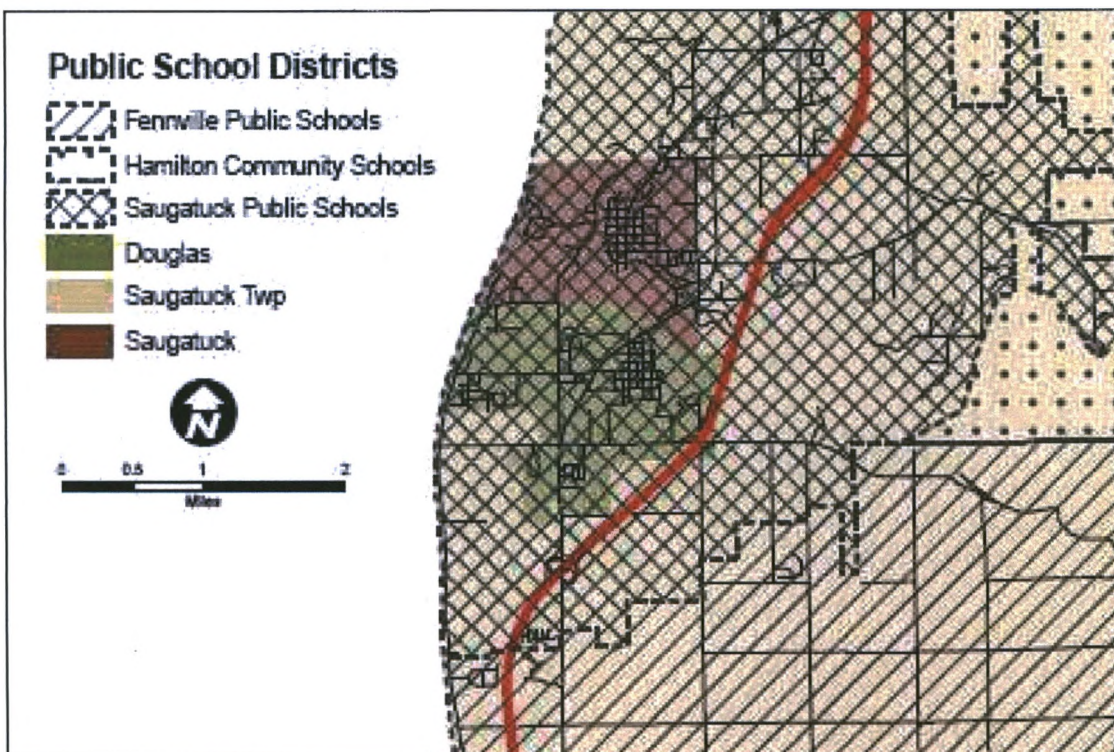 Public School Districts
Fennville Public Schools
Hamilton Community Schools
Saugatuck Public Schools
Douglas
Saugatuck Twp
Saugatuck
N
0 0.5 1 2
Miles